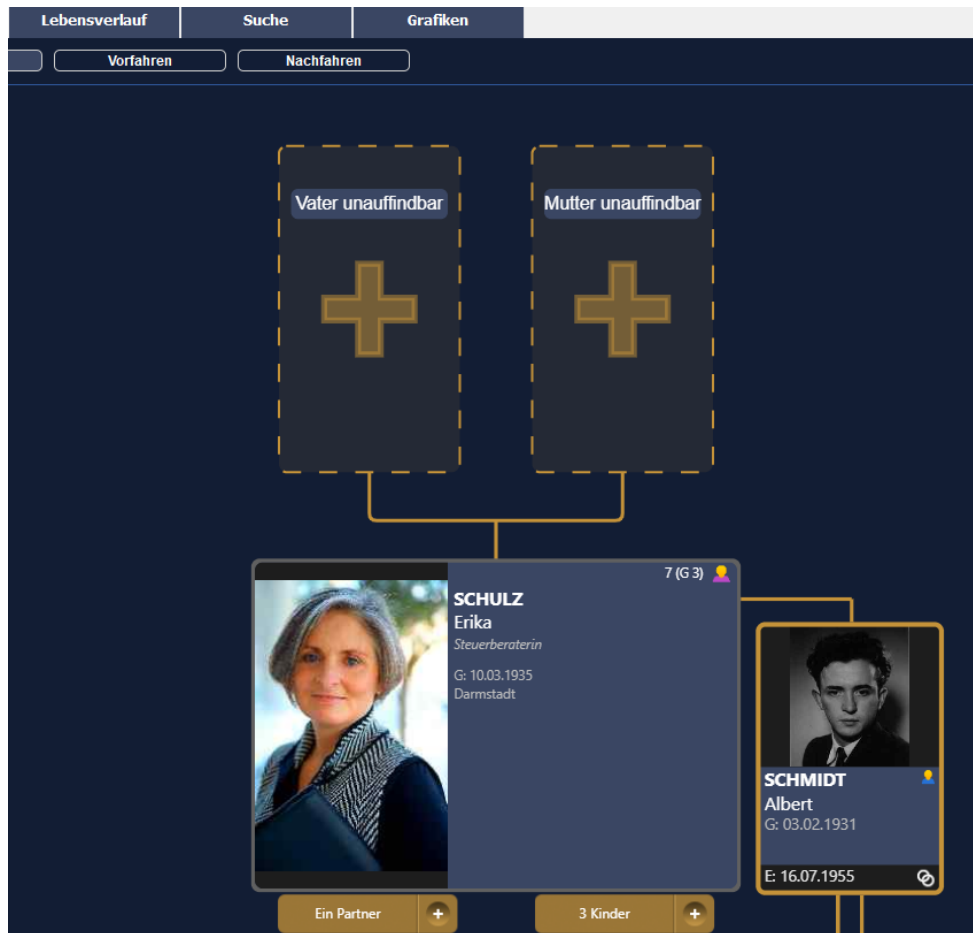 Lebensverlauf
Suche
Grafiken
Vorfahren
Nachfahren
Vater unauffindbar
Mutter unauffindbar
7 (G 3)
SCHULZ
Erika
Steuerberaterin
G: 10.03.1935
Darmstadt
SCHMIDT
Albert
G: 03.02.1931
E: 16.07.1955
Ein Partner
3 Kinder